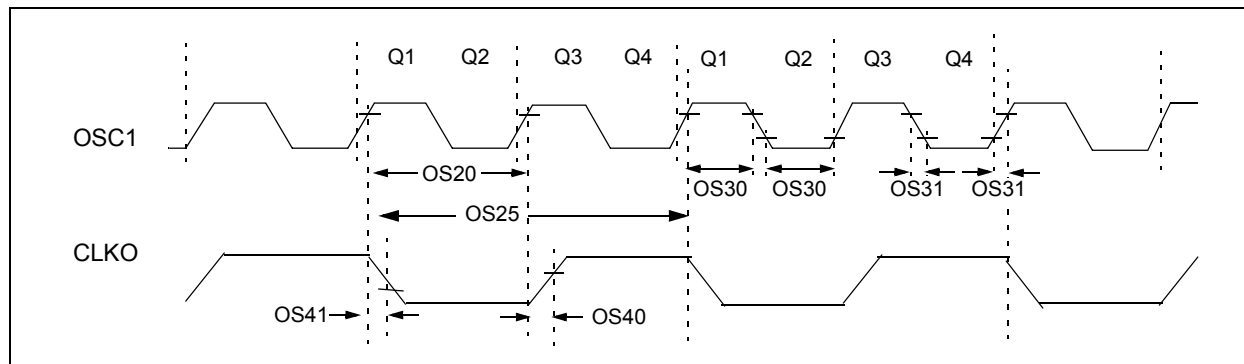 Q1 Q2 Q3 Q4 Q1 Q2 Q3 Q4
OSC1
OS20 OS30 OS30 OS31 OS31
OS25
CLKO
OS41 OS40